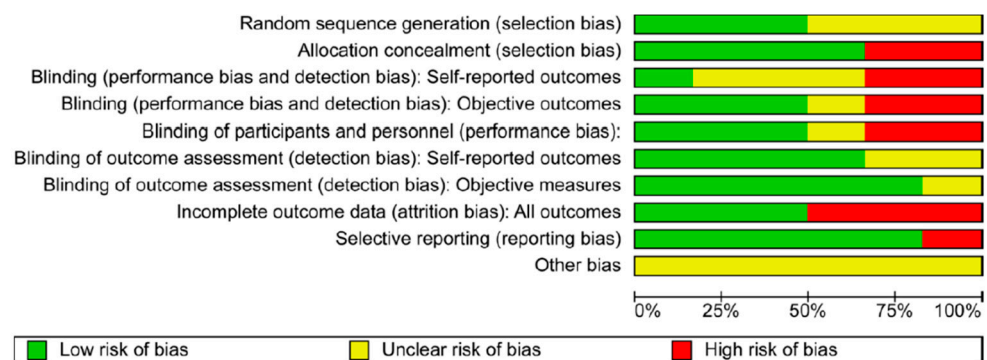 Random sequence generation (selection bias)
Allocation concealment (selection bias)
Blinding (performance bias and detection bias): Self-reported outcomes
Blinding (performance bias and detection bias): Objective outcomes
Blinding of participants and personnel (performance bias):
Blinding of outcome assessment (detection bias): Self-reported outcomes
Blinding of outcome assessment (detection bias): Objective measures
Incomplete outcome data (attrition bias): All outcomes
Selective reporting (reporting bias)
Other bias
0% 25% 50% 75% 100%
Low risk of bias Unclear risk of bias High risk of bias